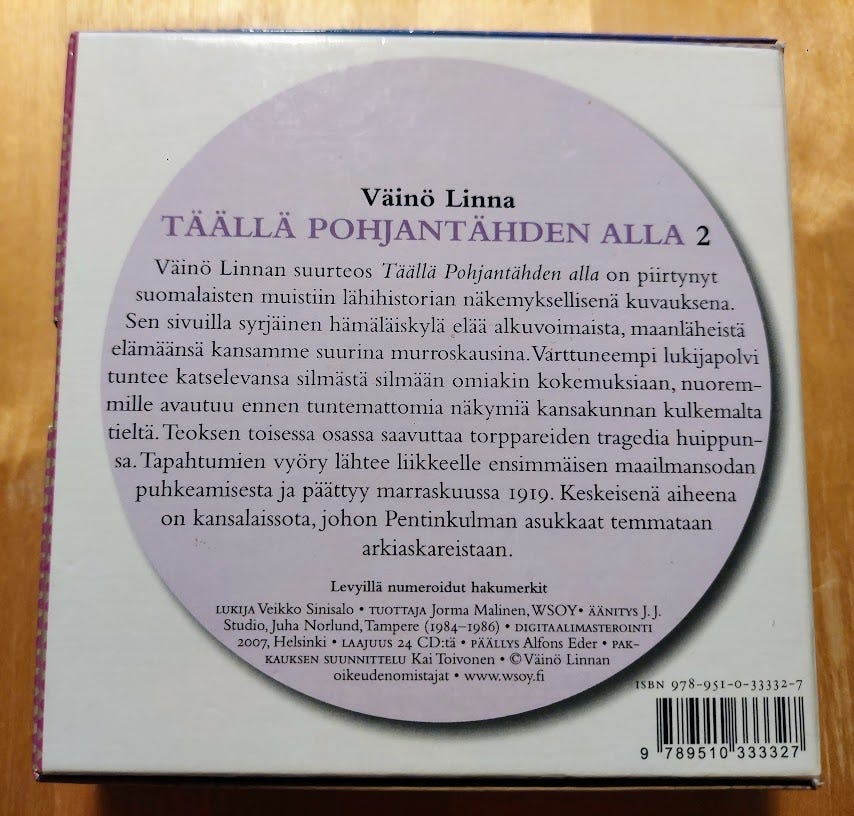 Väinö Linna
TÄÄLLÄ POHJANTÄHDEN ALLA 2
Väinö Linnan suurteos Täällä Pohjantähden alla on piirtynyt
suomalaisten muistiin lähihistorian näkemyksellisenä kuvauksena.
Sen sivuilla syrjäinen hämäläiskylä elää alkuvoimaista, maanläheistä
elämäänsä kansamme suurina murroskausina. Varttuneempi lukijapolvi
tuntee katselevansa silmästä silmään omiakin kokemuksiaan, nuorem-
mille avautuu ennen tuntemattomia näkymiä kansakunnan kulkemalta
tieltä. Teoksen toisessa osassa saavuttaa torppareiden tragedia huippun-
sa. Tapahtumien vyöry lähtee liikkeelle ensimmäisen maailmansodan
puhkeamisesta ja päättyy marraskuussa 1919. Keskeisenä aiheena
on kansalaissota, johon Pentinkulman asukkaat temmataan
arkiaskareistaan.
Levyillä numeroidut hakumerkit
LUKIJA Veikko Sinisalo • TUOTTAJA Jorma Malinen, WSOY • ÄÄNITYS J. J.
Studio, Juha Norlund, Tampere (1984–1986) • DIGITAALIMASTEROINTI
2007, Helsinki • LAAJUUS 24 CD:tä • PÄÄLLYS Alfons Eder • PAK-
KAUKSEN SUUNNITTELU Kai Toivonen • © Väinö Linnan
oikeudenomistajat • www.wsoy.fi
ISBN 978-951-0-33332-7
9 789510 333327